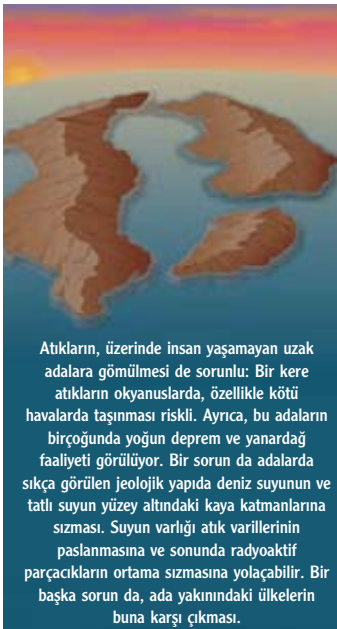 Atıkların, üzerinde insan yaşamayan uzak
adalara gömülmesi de sorunlu: Bir kere
atıkların okyanuslarda, özellikle kötü
havalarda taşınması riskli. Ayrıca, bu adaların
birçoğunda yoğun deprem ve yanardağ
faaliyeti görülüyor. Bir sorun da adalarda
sıkça görülen jeolojik yapıda deniz suyunun ve
tatlı suyun yüzey altındaki kaya katmanlarına
sızması. Suyun varlığı atık varillerinin
paslanmasına ve sonunda radyoaktif
parçacıkların ortama sızmasına yolaçabilir. Bir
başka sorun da, ada yakınındaki ülkelerin
buna karşı çıkması.